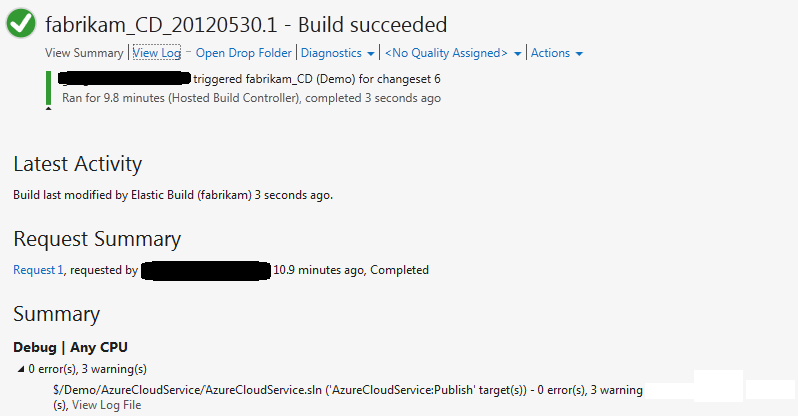 fabrikam_CD_20120530.1 - Build succeeded
View Summary | View Log - Open Drop Folder | Diagnostics | <No Quality Assigned> | Actions
triggered fabrikam_CD (Demo) for changeset 6
Ran for 9.8 minutes (Hosted Build Controller), completed 3 seconds ago
Latest Activity
Build last modified by Elastic Build (fabrikam) 3 seconds ago.
Request Summary
Request 1, requested by 10.9 minutes ago, Completed
Summary
Debug | Any CPU
0 error(s), 3 warning(s)
$/Demo/AzureCloudService/AzureCloudService.sln ('AzureCloudService:Publish' target(s)) - 0 error(s), 3 warning
(s), View Log File